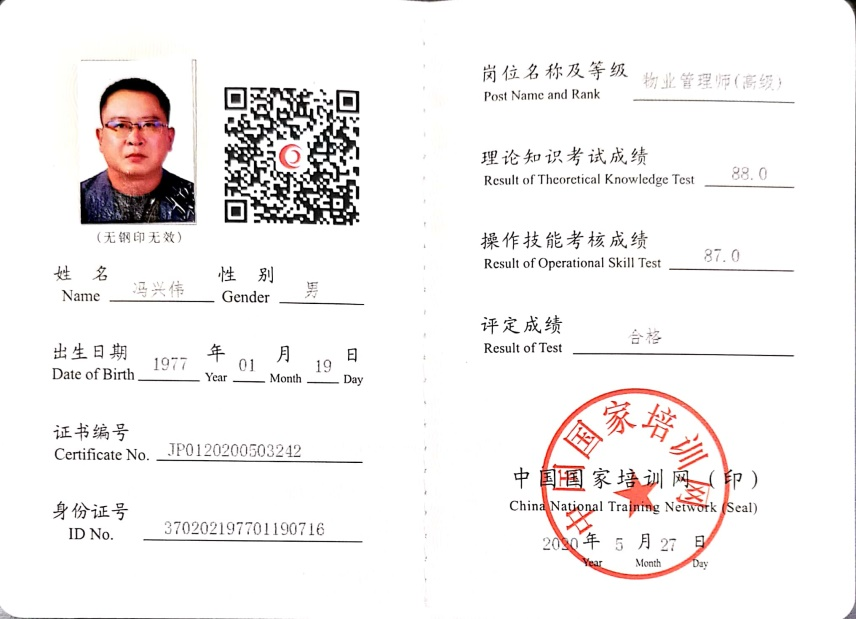 (无钢印无效)
姓 名 冯兴伟 性 别 男
Name Gender
出生日期 1977 年 01 月 19 日
Date of Birth Year Month Day
证书编号
Certificate No. JP0120200503242
身份证号
ID No. 370202197701190716
岗位名称及等级 物业管理师(高级)
Post Name and Rank
理论知识考试成绩 88.0
Result of Theoretical Knowledge Test
操作技能考核成绩 87.0
Result of Operational Skill Test
评定成绩 合格
Result of Test
中国国家培训网
中国国家培训网(印)
China National Training Network (Seal)
2020 年 5 月 27 日
Year Month Day